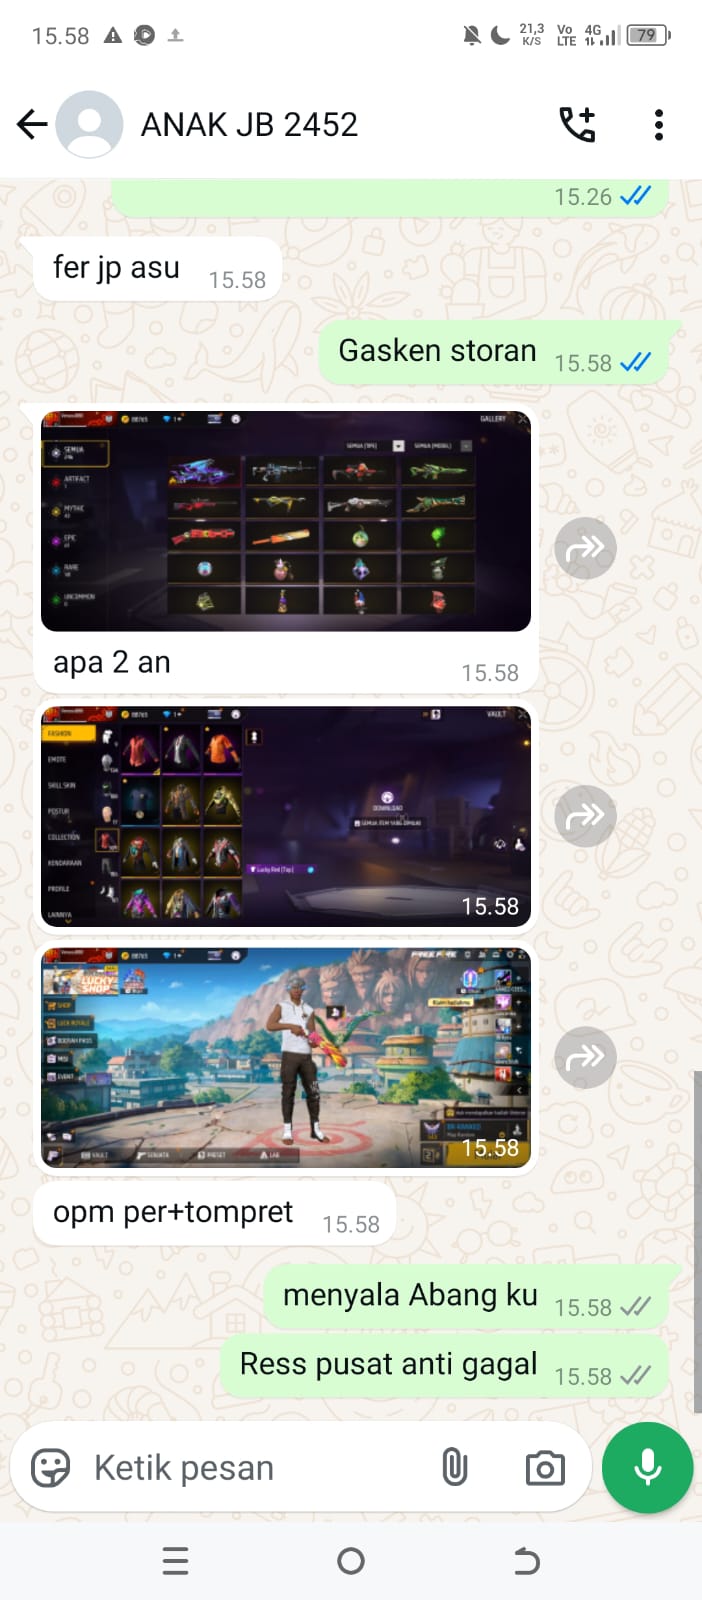 15.58
21,3
K/S
Vo
LTE
4G
79
ANAK JB 2452
15.26
fer jp asu
15.58
Gasken storan
15.58
GALLERY
SEMUA
ARTIFACT
MYTHIC
EPIC
RARE
UNCOMMON
apa 2 an
15.58
VAULT
FASHION
EMOTE
SKILL SKIN
POSTUR
COLLECTION
KENDARAAN
PROFILE
LAINNYA
DOWNLOAD
15.58
FREE FIRE
LUCKY
SHOP
SHOP
LUCK ROYALE
BOOYAH PASS
MISI
EVENT
BR-RANKED
VAULT
SENJATA
PRESET
LAB
15.58
opm per+tompret
15.58
menyala Abang ku
15.58
Ress pusat anti gagal
15.58
Ketik pesan